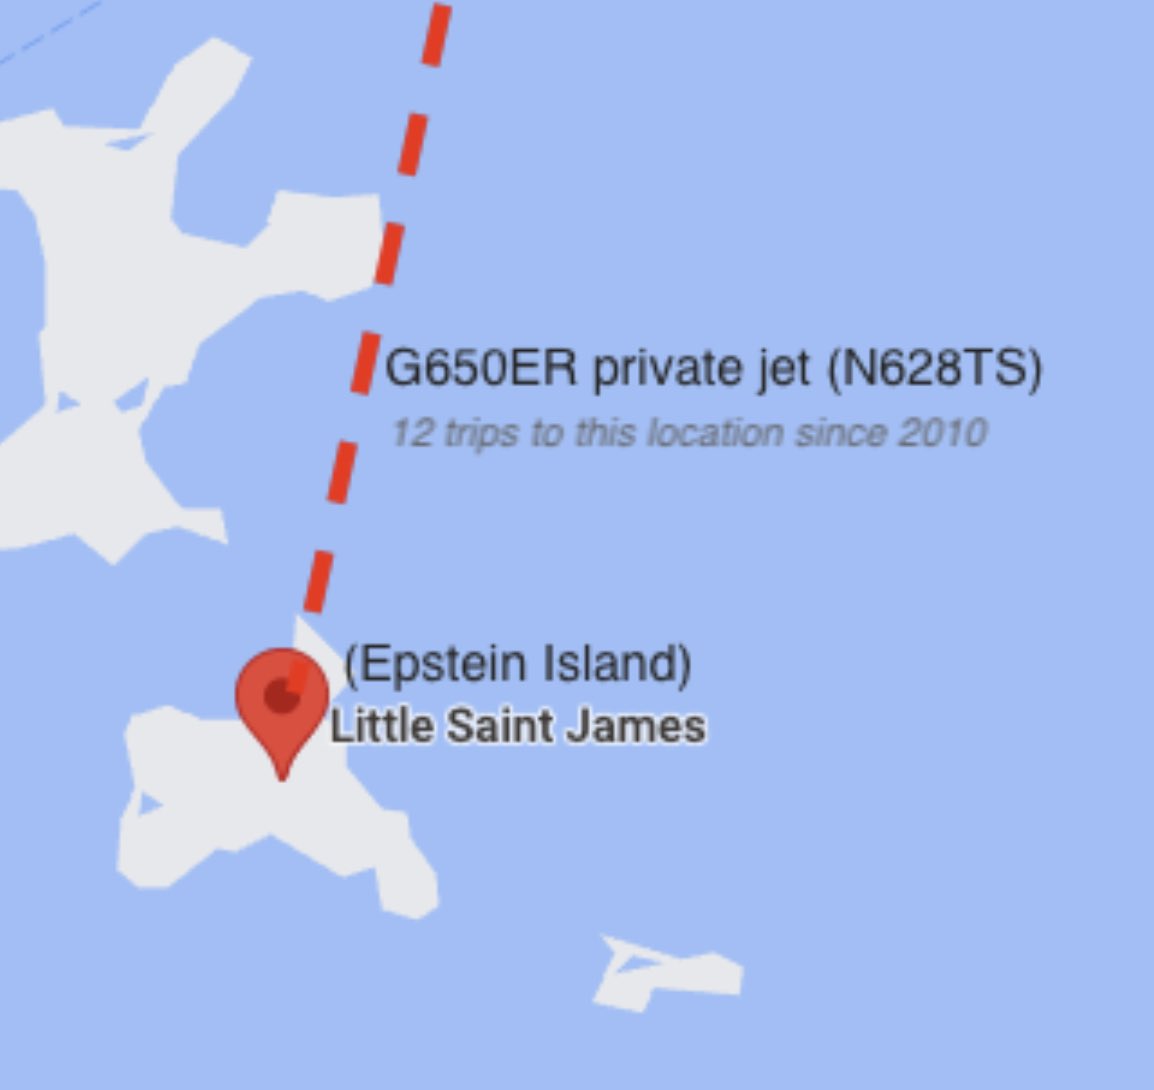 G650ER private jet (N628TS)
12 trips to this location since 2010
(Epstein Island)
Little Saint James